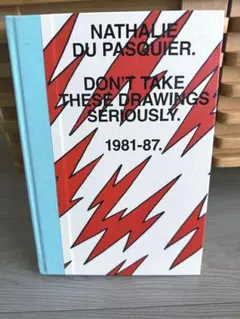 NATHALIE
DU PASQUIER.
DON'T TAKE
THESE DRAWINGS
SERIOUSLY.
1981-87.